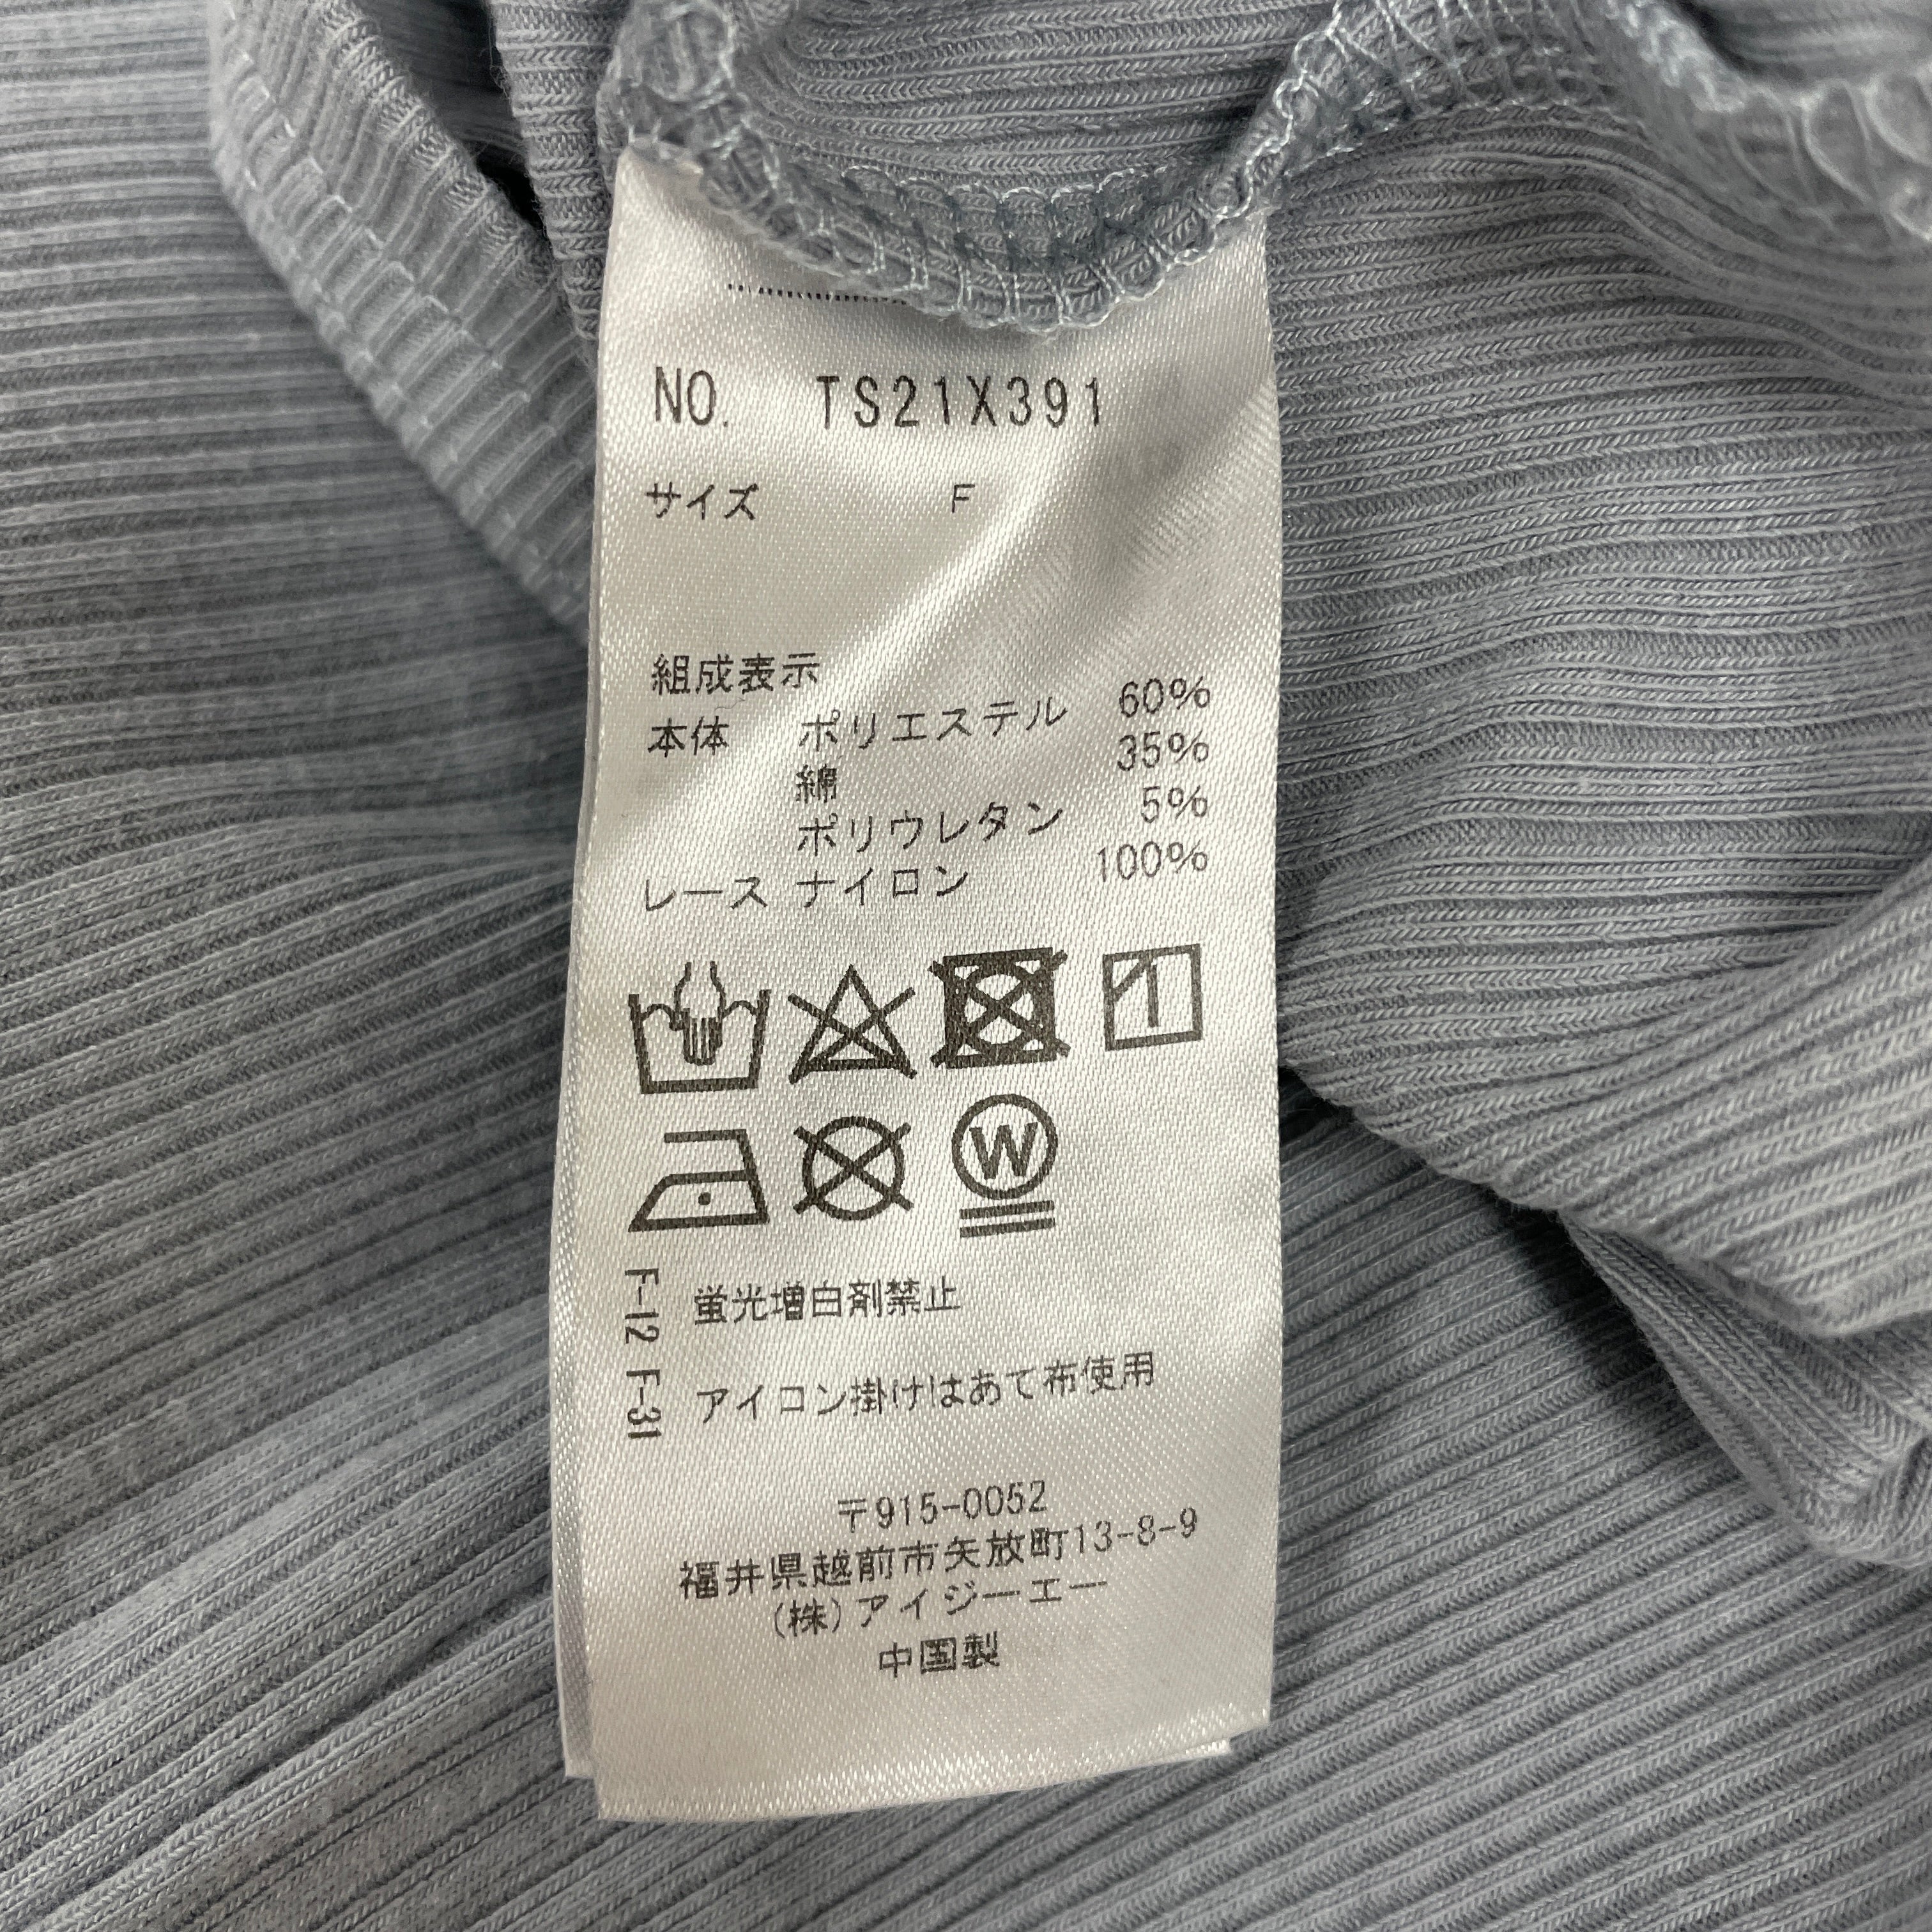 NO. TS21X391
サイズ F
組成表示
本体 ポリエステル 60%
綿 35%
ポリウレタン 5%
レース ナイロン 100%
W
F-12 蛍光増白剤禁止
F-31 アイロン掛けはあて布使用
〒915-0052
福井県越前市矢放町13-8-9
(株)アイジーエー
中国製